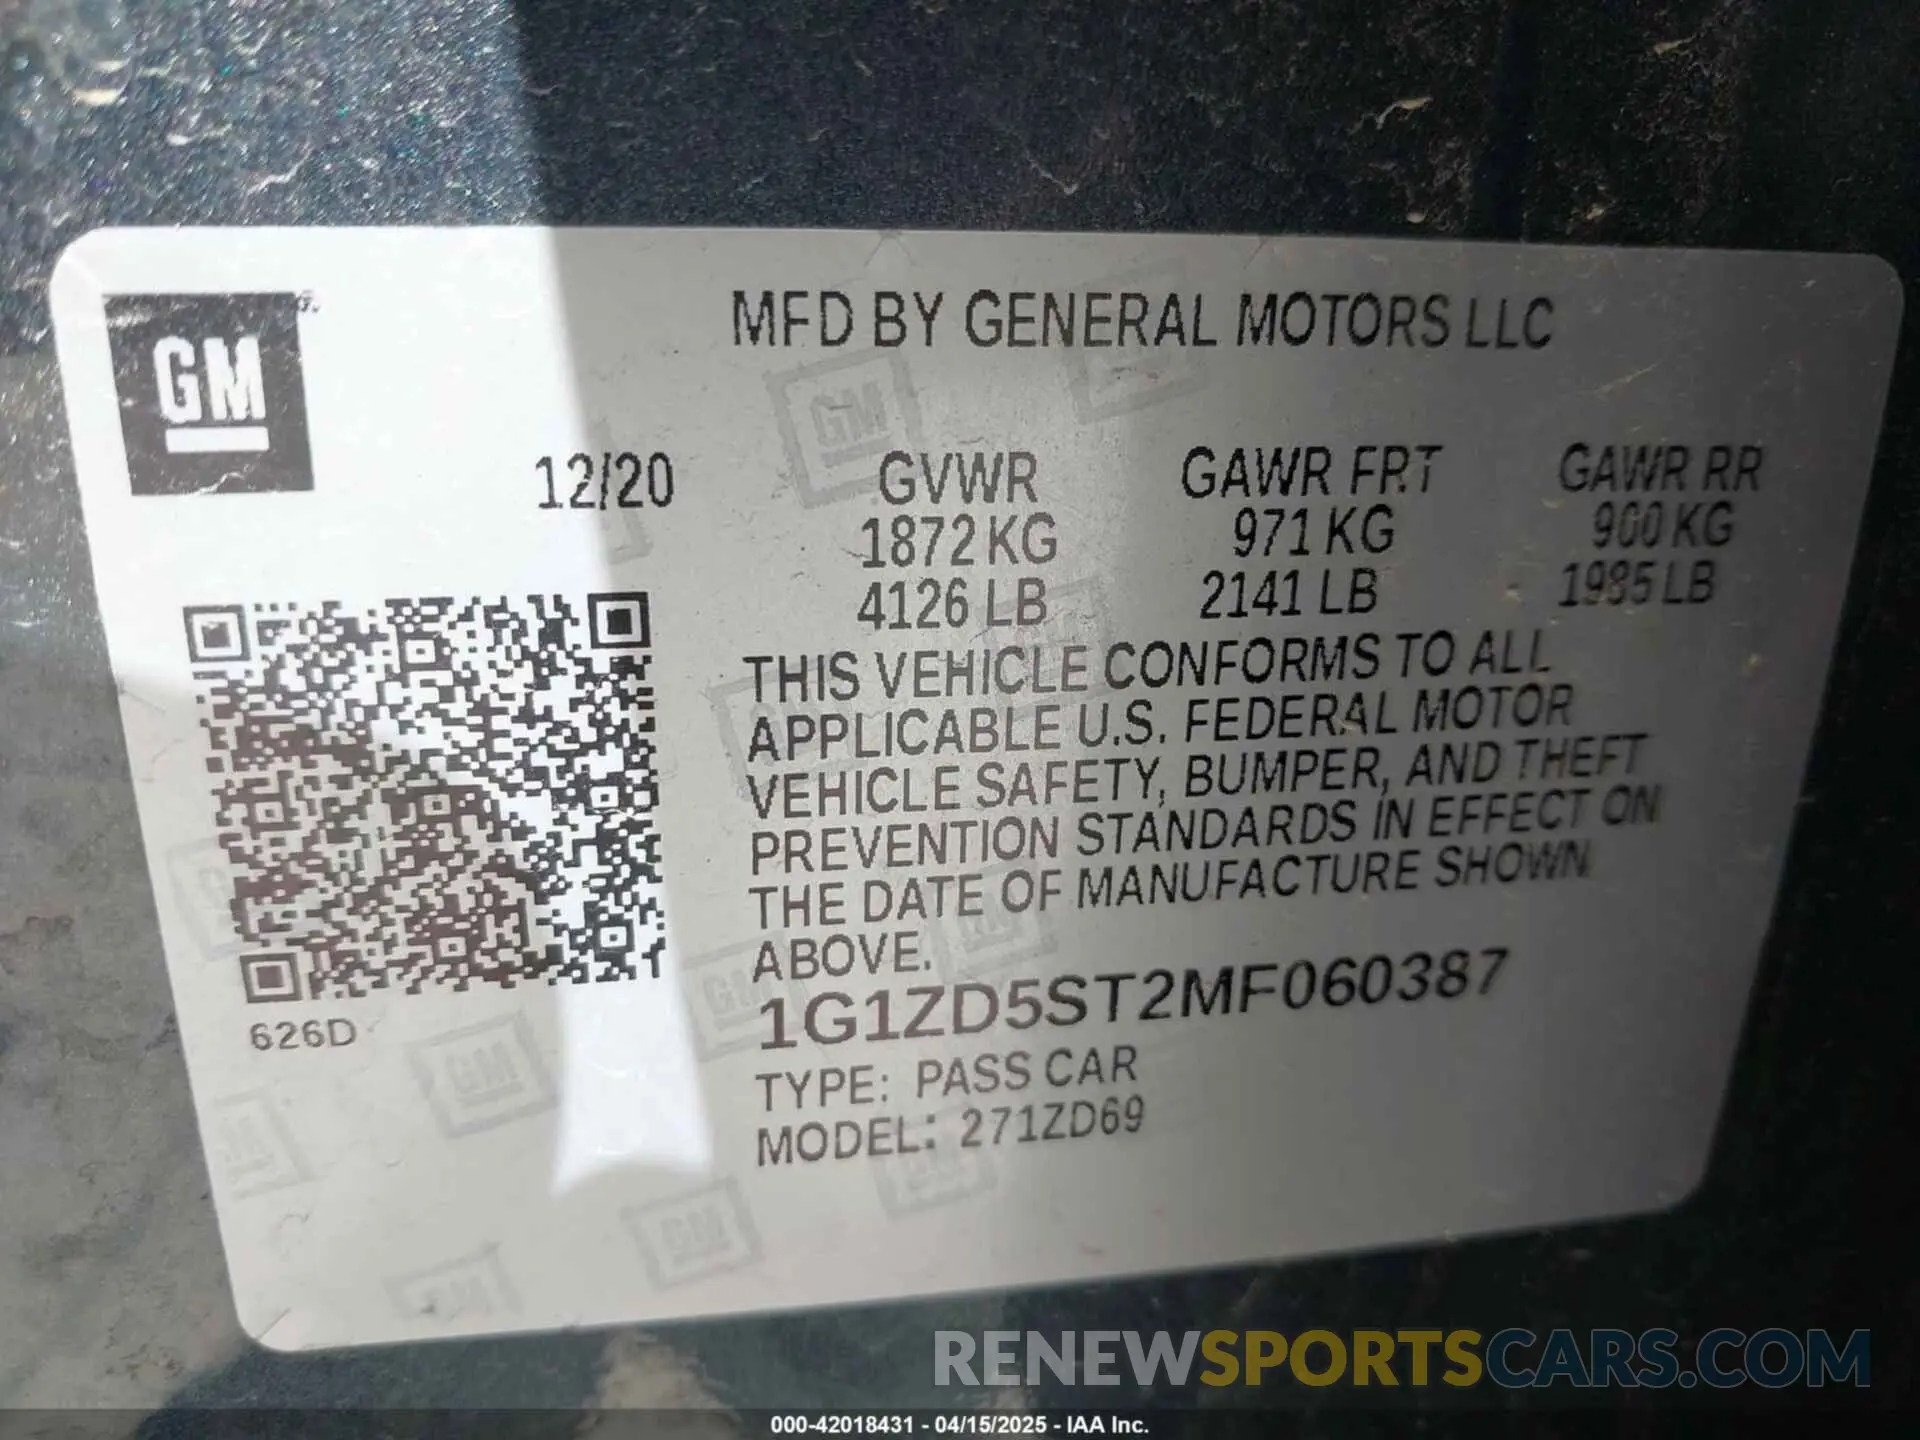 GM
MFD BY GENERAL MOTORS LLC
12/20 GVWR GAWR FRT GAWR RR
1872 KG 971 KG 900 KG
4126 LB 2141 LB 1985 LB
THIS VEHICLE CONFORMS TO ALL
APPLICABLE U.S. FEDERAL MOTOR
VEHICLE SAFETY, BUMPER, AND THEFT
PREVENTION STANDARDS IN EFFECT ON
THE DATE OF MANUFACTURE SHOWN
ABOVE.
1G1ZD5ST2MF060387
626D
TYPE: PASS CAR
MODEL: 271ZD69
RENEWSPORTSCARS.COM
000-42018431 - 04/15/2025 - IAA Inc.